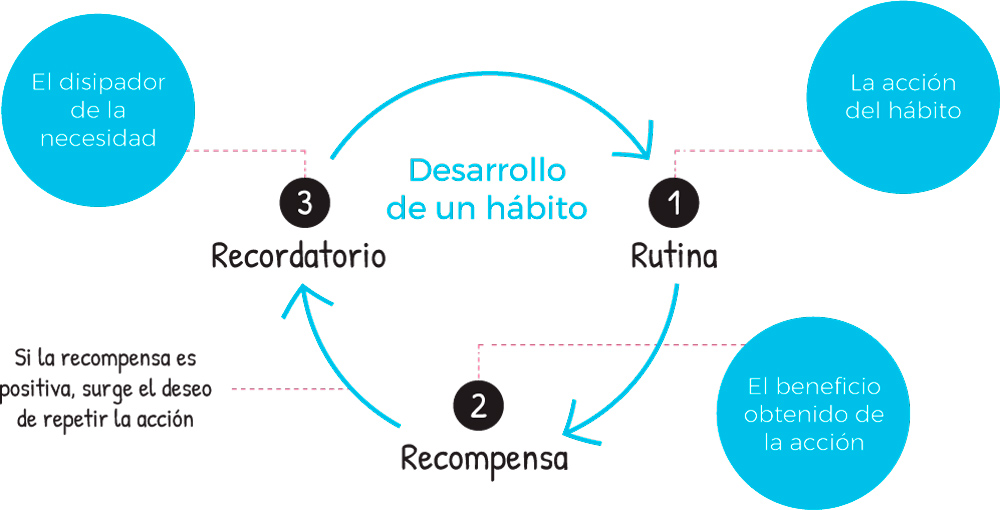 El disipador
de la
necesidad
La acción
del hábito
Desarrollo
de un hábito
3
Recordatorio
1
Rutina
Si la recompensa es
positiva, surge el deseo
de repetir la acción
2
Recompensa
El beneficio
obtenido de
la acción